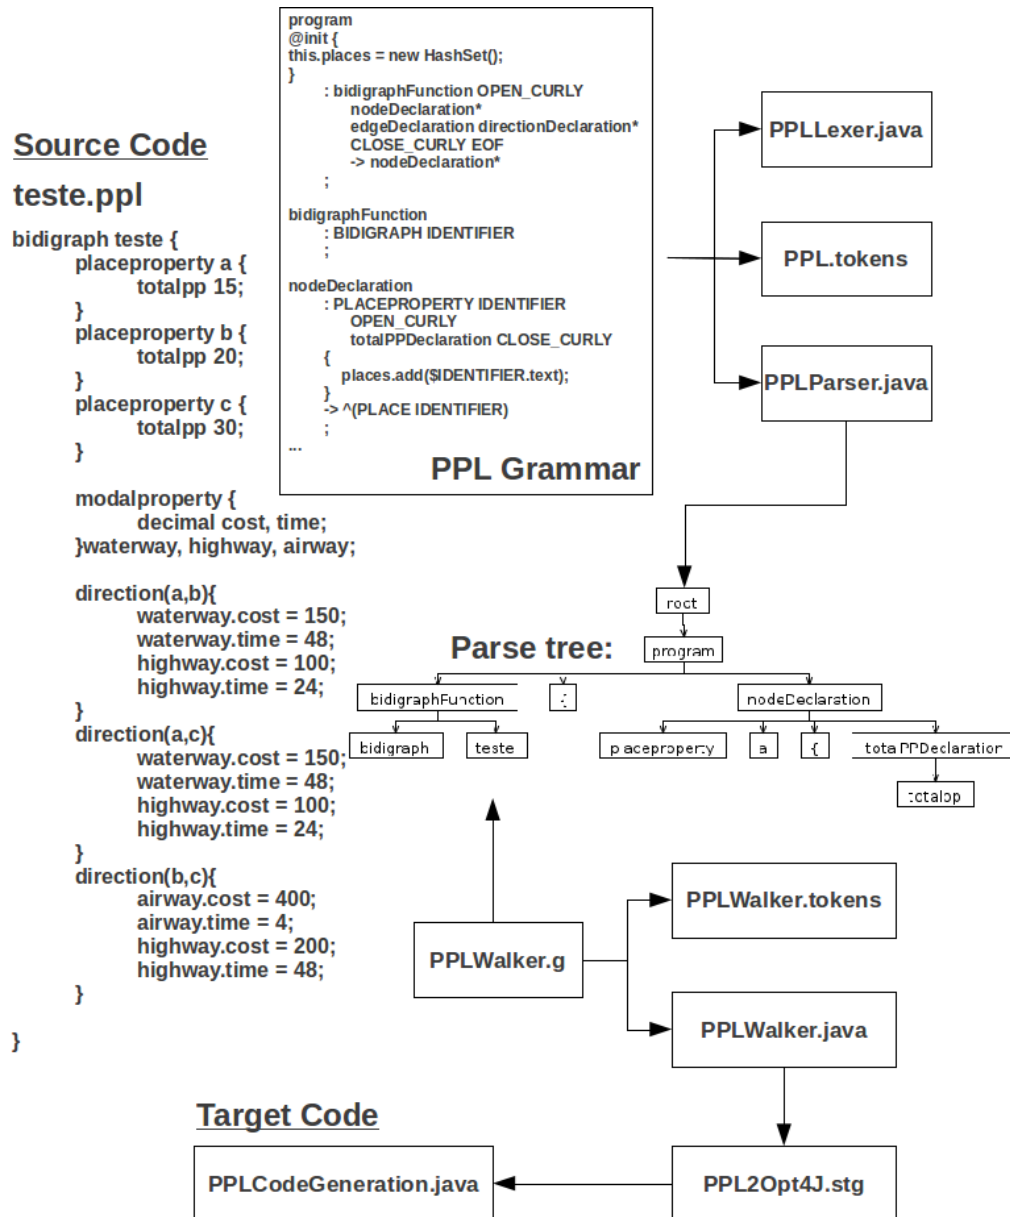 program
@init {
this.places = new HashSet();
}
: bidigraphFunction OPEN_CURLY
nodeDeclaration*
edgeDeclaration directionDeclaration*
CLOSE_CURLY EOF
-> nodeDeclaration*
;
bidigraphFunction
: BIDIGRAPH IDENTIFIER
;
nodeDeclaration
: PLACEPROPERTY IDENTIFIER
OPEN_CURLY
totalPPDeclaration CLOSE_CURLY
{
places.add($IDENTIFIER.text);
}
-> ^(PLACE IDENTIFIER)
;
...
PPL Grammar
Source Code
teste.ppl
bidigraph teste {
placeproperty a {
totalpp 15;
}
placeproperty b {
totalpp 20;
}
placeproperty c {
totalpp 30;
}
modalproperty {
decimal cost, time;
}waterway, highway, airway;
direction(a,b){
waterway.cost = 150;
waterway.time = 48;
highway.cost = 100;
highway.time = 24;
}
direction(a,c){
waterway.cost = 150;
waterway.time = 48;
highway.cost = 100;
highway.time = 24;
}
direction(b,c){
airway.cost = 400;
airway.time = 4;
highway.cost = 200;
highway.time = 48;
}
}
PPLLexer.java
PPL.tokens
PPLParser.java
Parse tree:
root
program
bidigraphFunction
{
nodeDeclaration
bidigraph
teste
placeproperty
a
{
totalPPDeclaration
totalpp
PPLWalker.g
PPLWalker.tokens
PPLWalker.java
PPL2Opt4J.stg
Target Code
PPLCodeGeneration.java